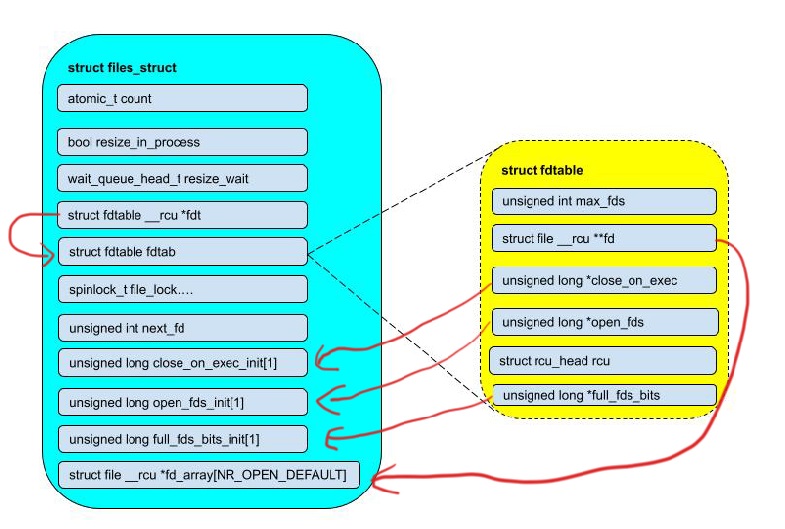 struct files_struct
atomic_t count
bool resize_in_process
wait_queue_head_t resize_wait
struct fdtable __rcu *fdt
struct fdtable fdtab
spinlock_t file_lock....
unsigned int next_fd
unsigned long close_on_exec_init[1]
unsigned long open_fds_init[1]
unsigned long full_fds_bits_init[1]
struct file __rcu *fd_array[NR_OPEN_DEFAULT]
struct fdtable
unsigned int max_fds
struct file __rcu **fd
unsigned long *close_on_exec
unsigned long *open_fds
struct rcu_head rcu
unsigned long *full_fds_bits